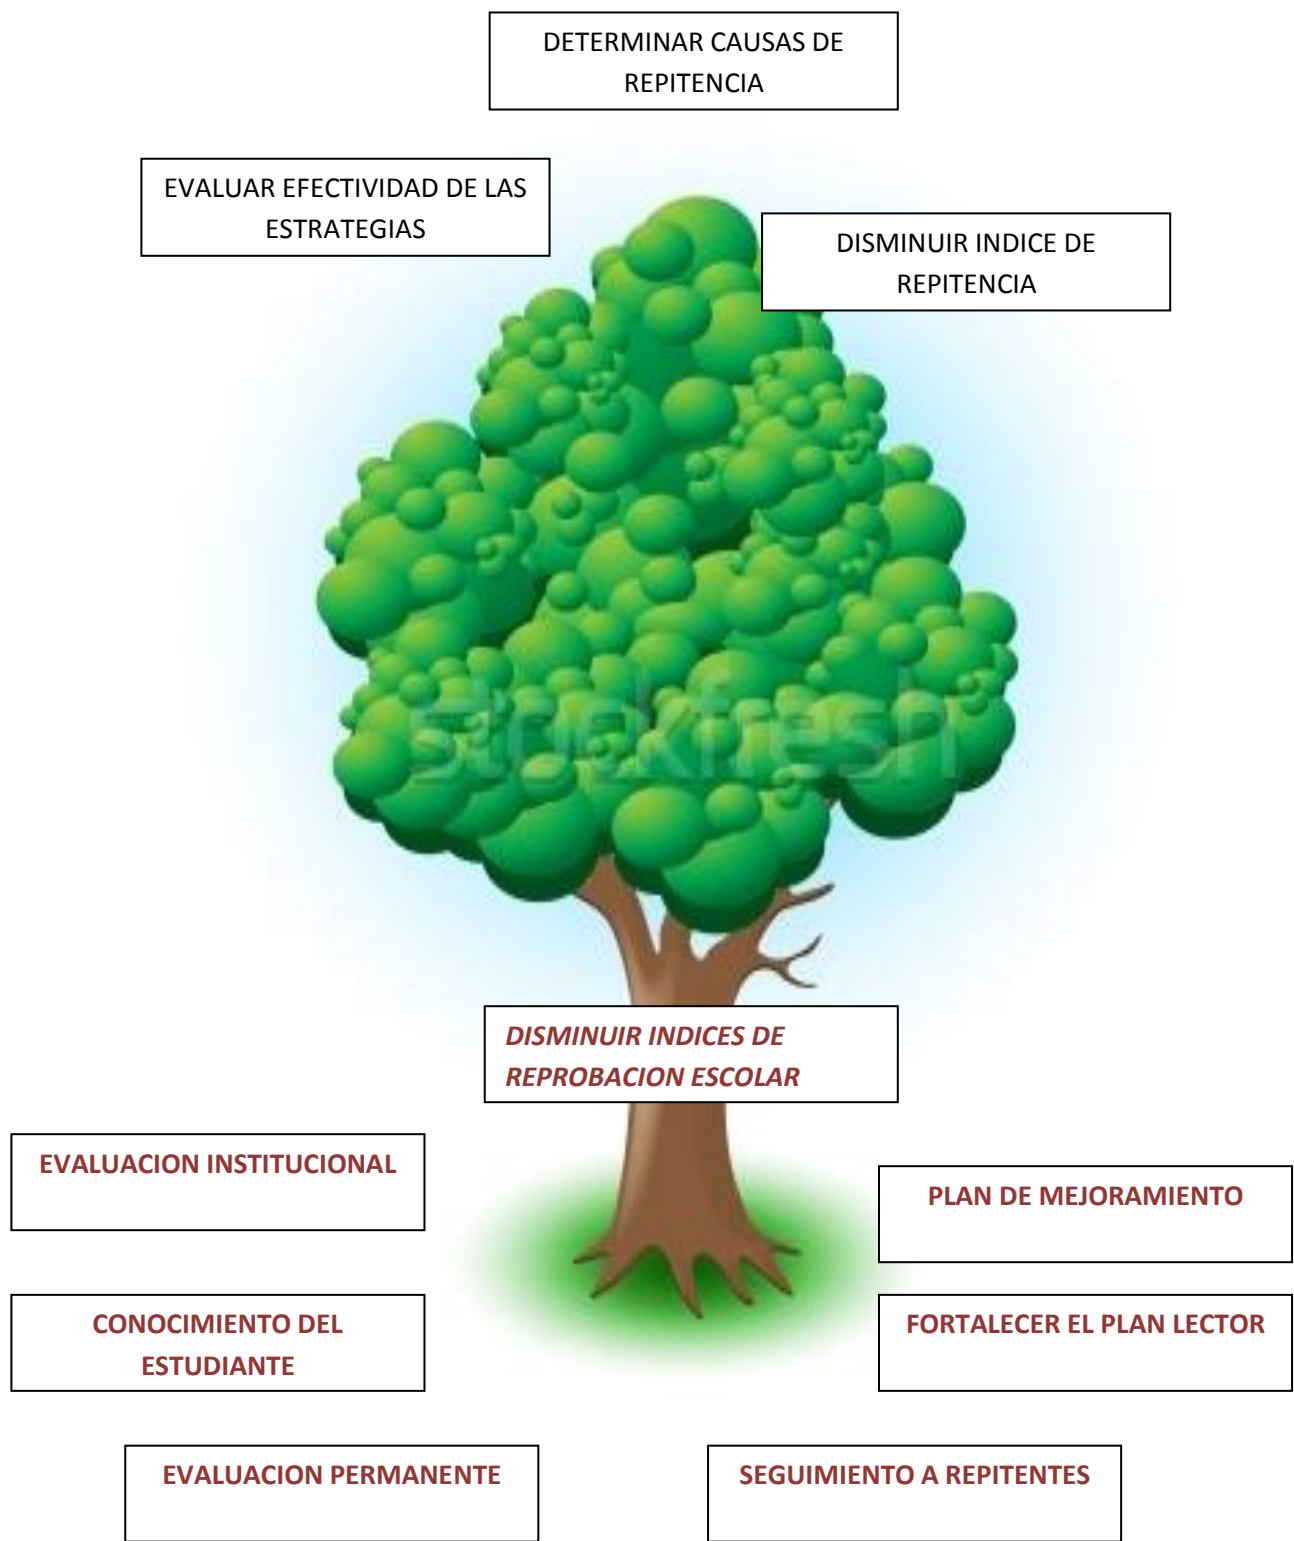 DETERMINAR CAUSAS DE
REPITENCIA
EVALUAR EFECTIVIDAD DE LAS
ESTRATEGIAS
DISMINUIR INDICE DE
REPITENCIA
stockfresh
DISMINUIR INDICES DE
REPROBACION ESCOLAR
EVALUACION INSTITUCIONAL
PLAN DE MEJORAMIENTO
CONOCIMIENTO DEL
ESTUDIANTE
FORTALECER EL PLAN LECTOR
EVALUACION PERMANENTE
SEGUIMIENTO A REPITENTES